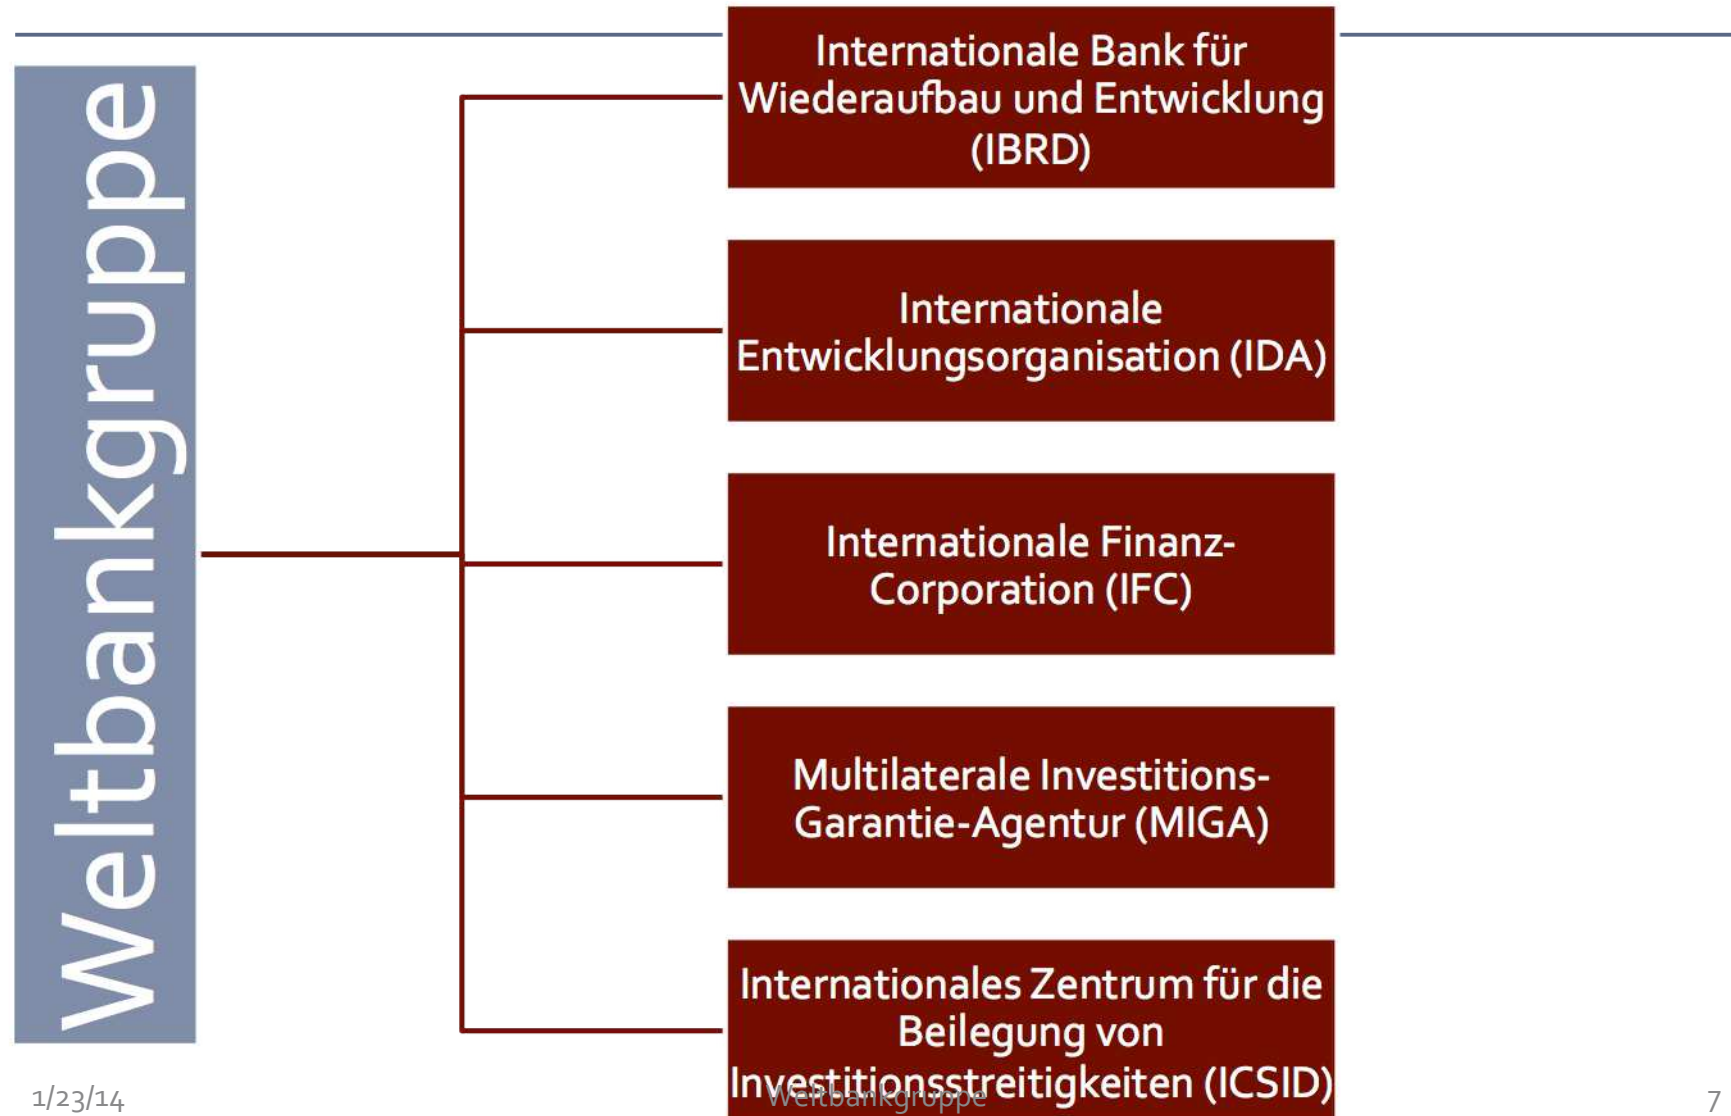 Weltbankgruppe
Internationale Bank für
Wiederaufbau und Entwicklung
(IBRD)
Internationale
Entwicklungsorganisation (IDA)
Internationale Finanz-
Corporation (IFC)
Multilaterale Investitions-
Garantie-Agentur (MIGA)
Internationales Zentrum für die
Beilegung von
Investitionsstreitigkeiten (ICSID)
1/23/14
Weltbankgruppe
7